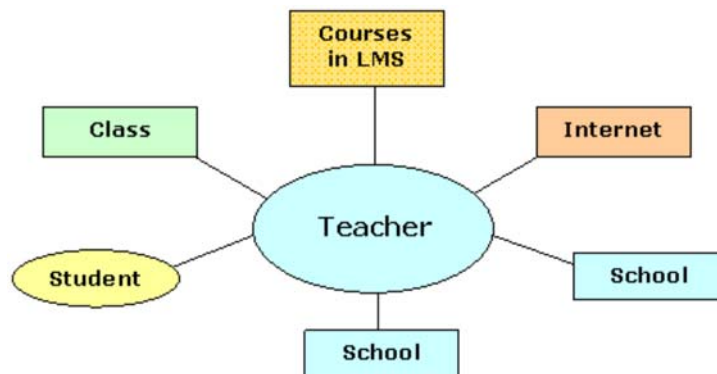 Courses
in LMS
Class
Internet
Teacher
Student
School
School